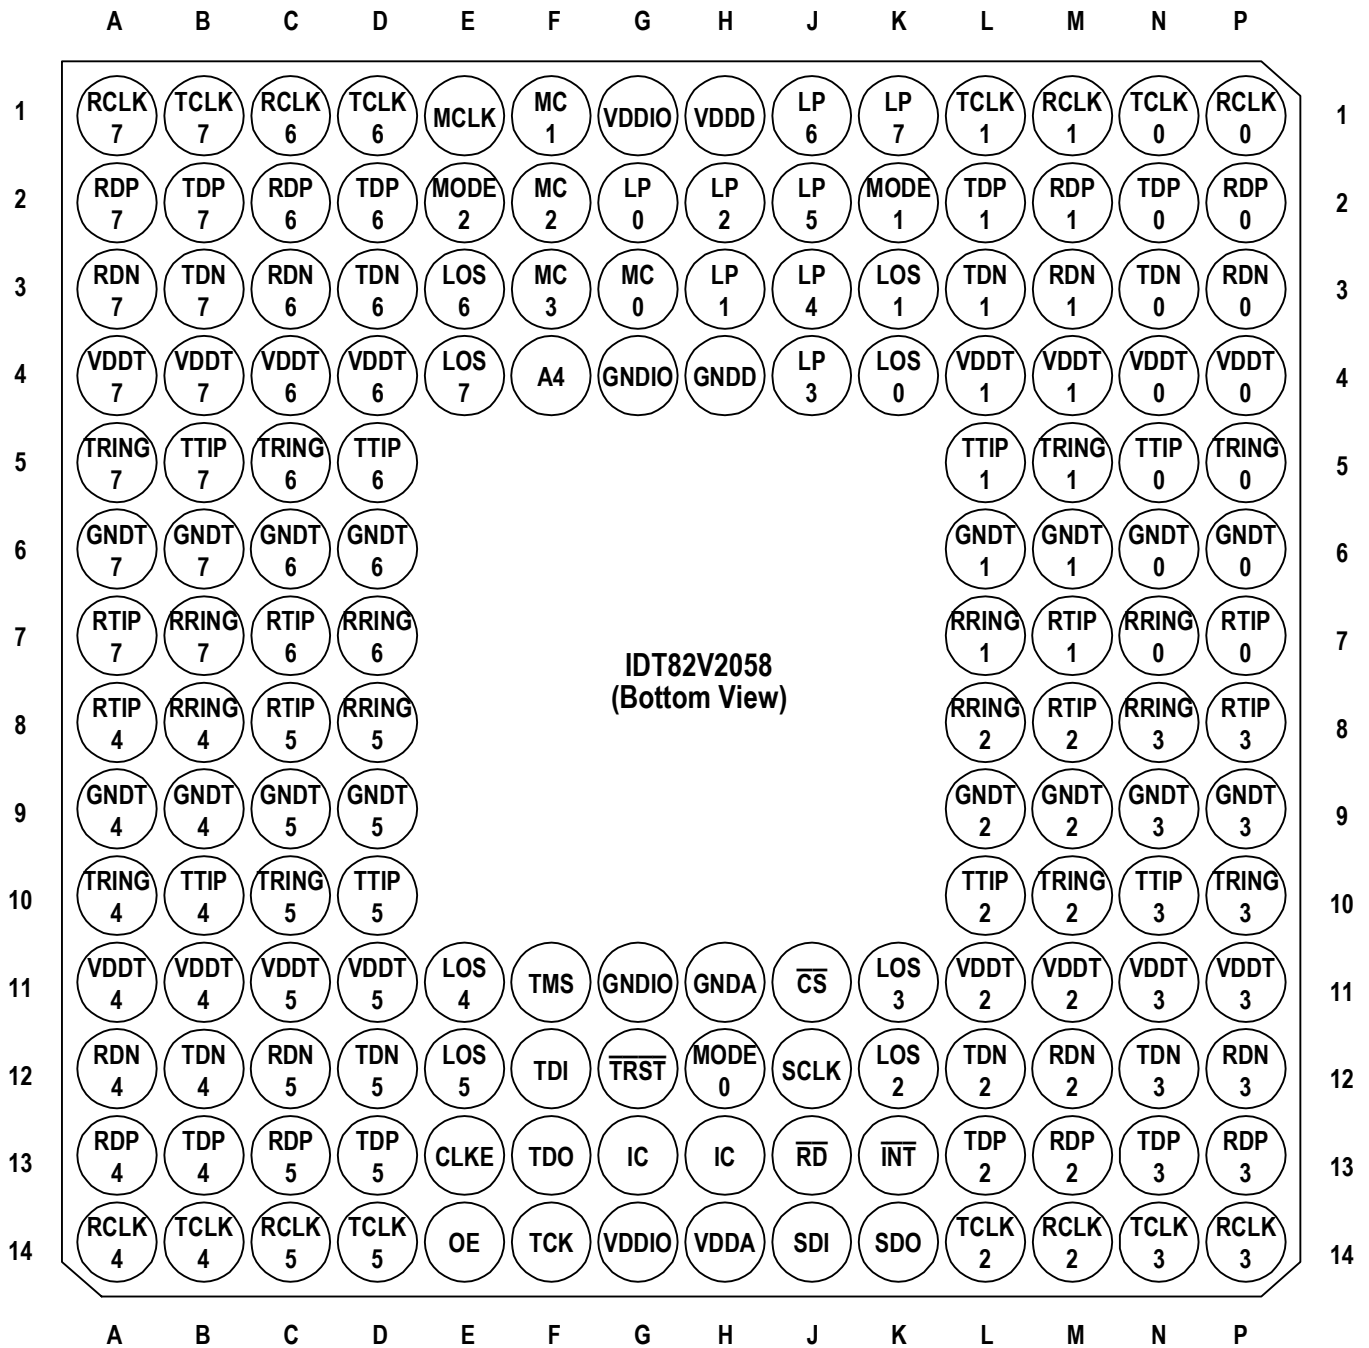 A B C D E F G H J K L M N P
1 RCLK TCLK RCLK TCLK MCLK MC VDDIO VDDD LP LP TCLK RCLK TCLK RCLK 1
7 7 6 6 1 6 7 1 1 0 0
2 RDP TDP RDP TDP MODE MC LP LP LP MODE TDP RDP TDP RDP 2
7 7 6 6 2 2 0 2 5 1 1 1 0 0
3 RDN TDN RDN TDN LOS MC MC LP LP LOS TDN RDN TDN RDN 3
7 7 6 6 6 3 0 1 4 1 1 1 0 0
4 VDDT VDDT VDDT VDDT LOS A4 GNDIO GNDD LP LOS VDDT VDDT VDDT VDDT 4
7 7 6 6 7 3 0 1 1 0 0
5 TRING TTIP TRING TTIP TTIP TRING TTIP TRING 5
7 7 6 6 1 1 0 0
6 GNDT GNDT GNDT GNDT GNDT GNDT GNDT GNDT 6
7 7 6 6 1 1 0 0
7 RTIP RRING RTIP RRING RRING RTIP RRING RTIP 7
7 7 6 6 1 1 0 0
IDT82V2058
(Bottom View)
8 RTIP RRING RTIP RRING RRING RTIP RRING RTIP 8
4 4 5 5 2 2 3 3
9 GNDT GNDT GNDT GNDT GNDT GNDT GNDT GNDT 9
4 4 5 5 2 2 3 3
10 TRING TTIP TRING TTIP TTIP TRING TTIP TRING 10
4 4 5 5 2 2 3 3
11 VDDT VDDT VDDT VDDT LOS TMS GNDIO GNDA CS LOS VDDT VDDT VDDT VDDT 11
4 4 5 5 4 3 2 2 3 3
12 RDN TDN RDN TDN LOS TDI TRST MODE SCLK LOS TDN RDN TDN RDN 12
4 4 5 5 5 0 2 2 2 3 3
13 RDP TDP RDP TDP CLKE TDO IC IC RD INT TDP RDP TDP RDP 13
4 4 5 5 2 2 3 3
14 RCLK TCLK RCLK TCLK OE TCK VDDIO VDDA SDI SDO TCLK RCLK TCLK RCLK 14
4 4 5 5 2 2 3 3
A B C D E F G H J K L M N P